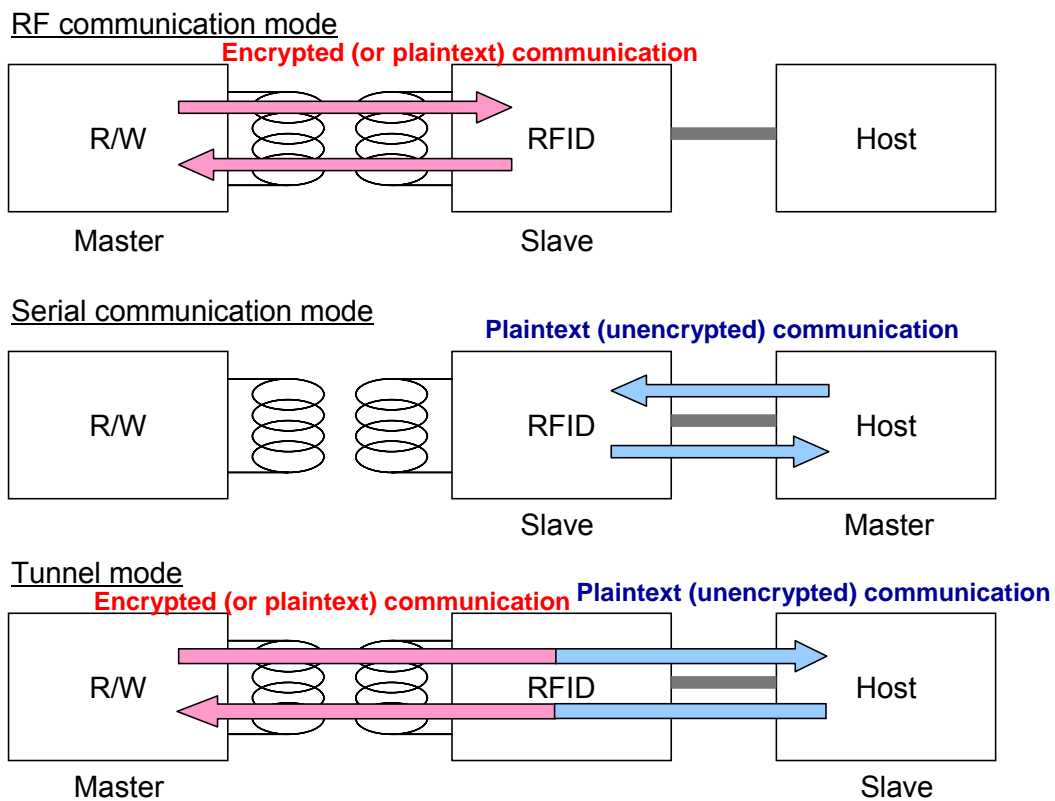 RF communication mode
Encrypted (or plaintext) communication
R/W
RFID
Host
Master
Slave
Serial communication mode
Plaintext (unencrypted) communication
R/W
RFID
Host
Slave
Master
Tunnel mode
Encrypted (or plaintext) communication
Plaintext (unencrypted) communication
R/W
RFID
Host
Master
Slave